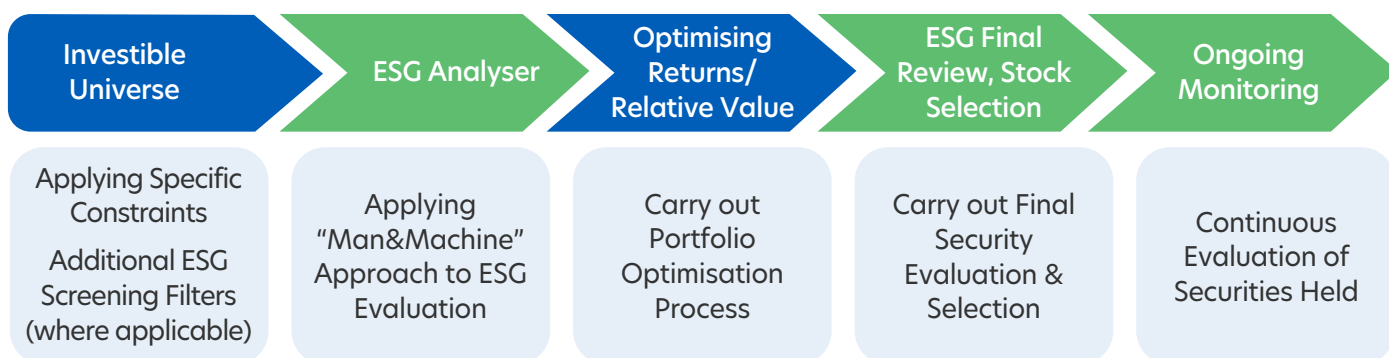 Investible
Universe
ESG Analyser
Optimising
Returns/
Relative Value
ESG Final
Review, Stock
Selection
Ongoing
Monitoring
Applying Specific
Constraints
Additional ESG
Screening Filters
(where applicable)
Applying
“Man&Machine”
Approach to ESG
Evaluation
Carry out
Portfolio
Optimisation
Process
Carry out Final
Security
Evaluation &
Selection
Continuous
Evaluation of
Securities Held